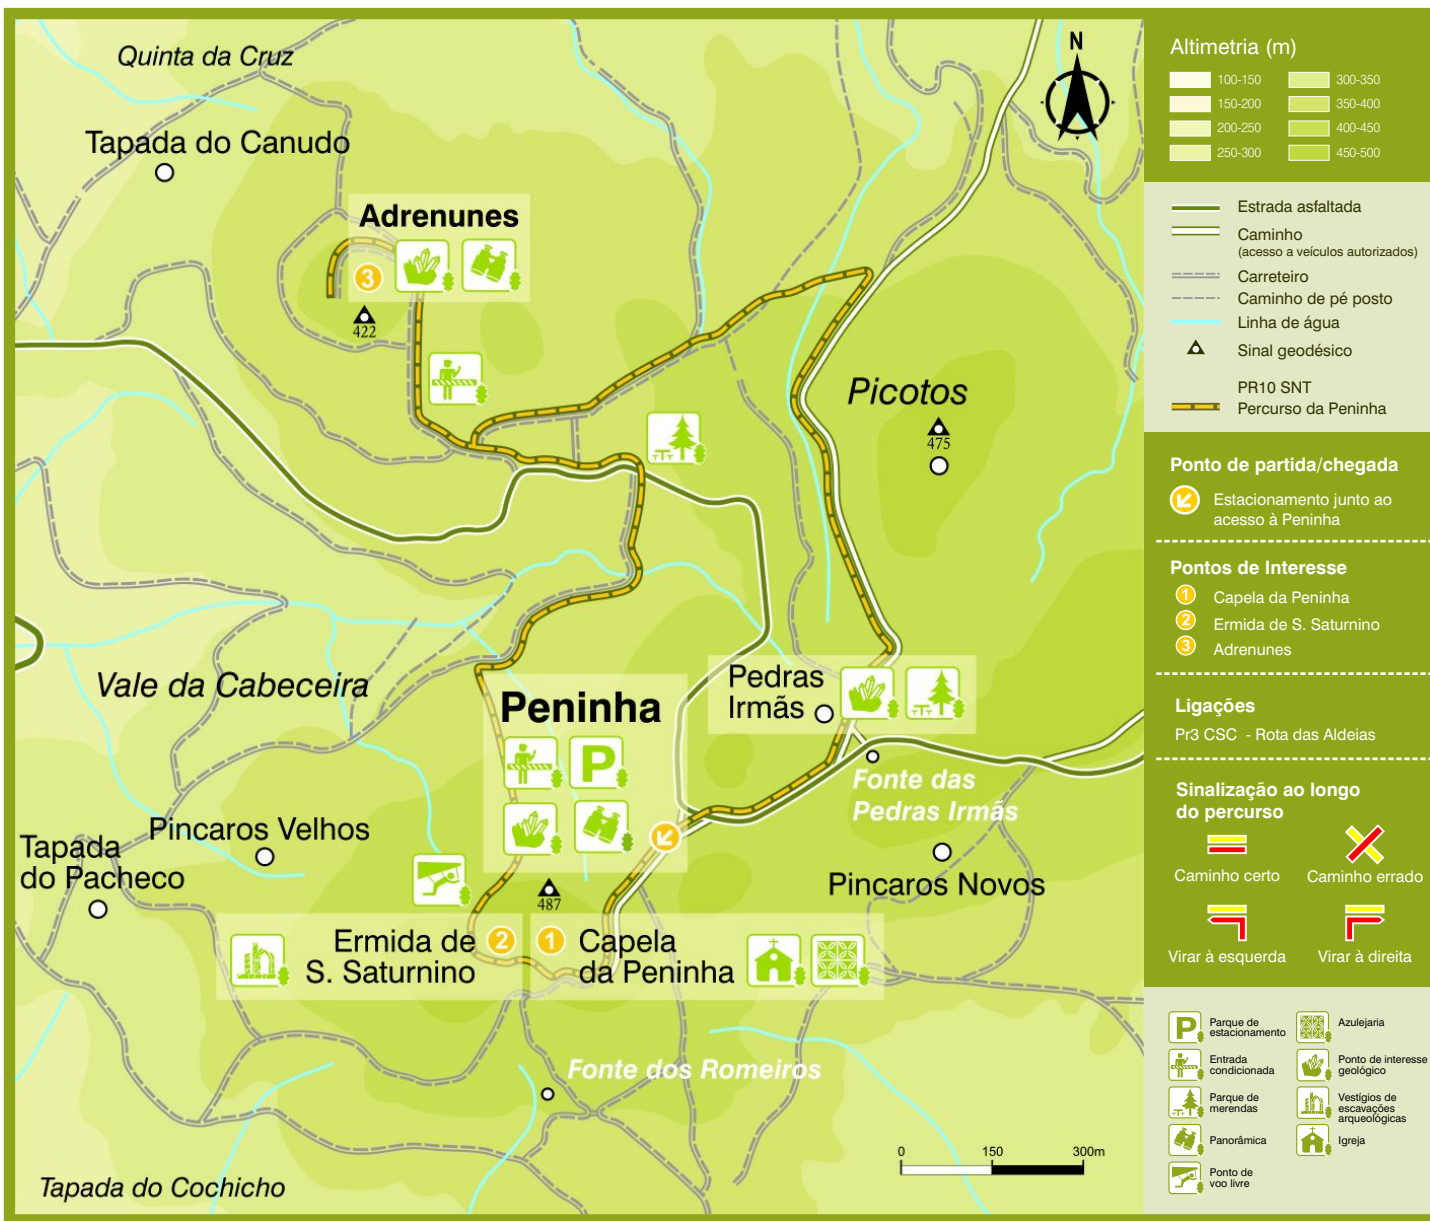 Quinta da Cruz
Tapada do Canudo
Adrenunes
3
422
N
Picotos
475
Vale da Cabeceira
Peninha
P
Pedras
Irmãs
Fonte das
Pedras Irmãs
Pincaros Velhos
Tapada
do Pacheco
Pincaros Novos
487
Ermida de
S. Saturnino
2
1
Capela
da Peninha
Fonte dos Romeiros
Tapada do Cochicho
0 150 300m
Altimetria (m)
100-150 300-350
150-200 350-400
200-250 400-450
250-300 450-500
Estrada asfaltada
Caminho
(acesso a veículos autorizados)
Carreteiro
Caminho de pé posto
Linha de água
Sinal geodésico
PR10 SNT
Percurso da Peninha
Ponto de partida/chegada
Estacionamento junto ao
acesso à Peninha
Pontos de Interesse
1 Capela da Peninha
2 Ermida de S. Saturnino
3 Adrenunes
Ligações
Pr3 CSC - Rota das Aldeias
Sinalização ao longo
do percurso
Caminho certo Caminho errado
Virar à esquerda Virar à direita
P Parque de
estacionamento
Azulejaria
Entrada
condicionada
Ponto de interesse
geológico
Parque de
merendas
Vestígios de
escavações
arqueológicas
Panorâmica
Igreja
Ponto de
voo livre